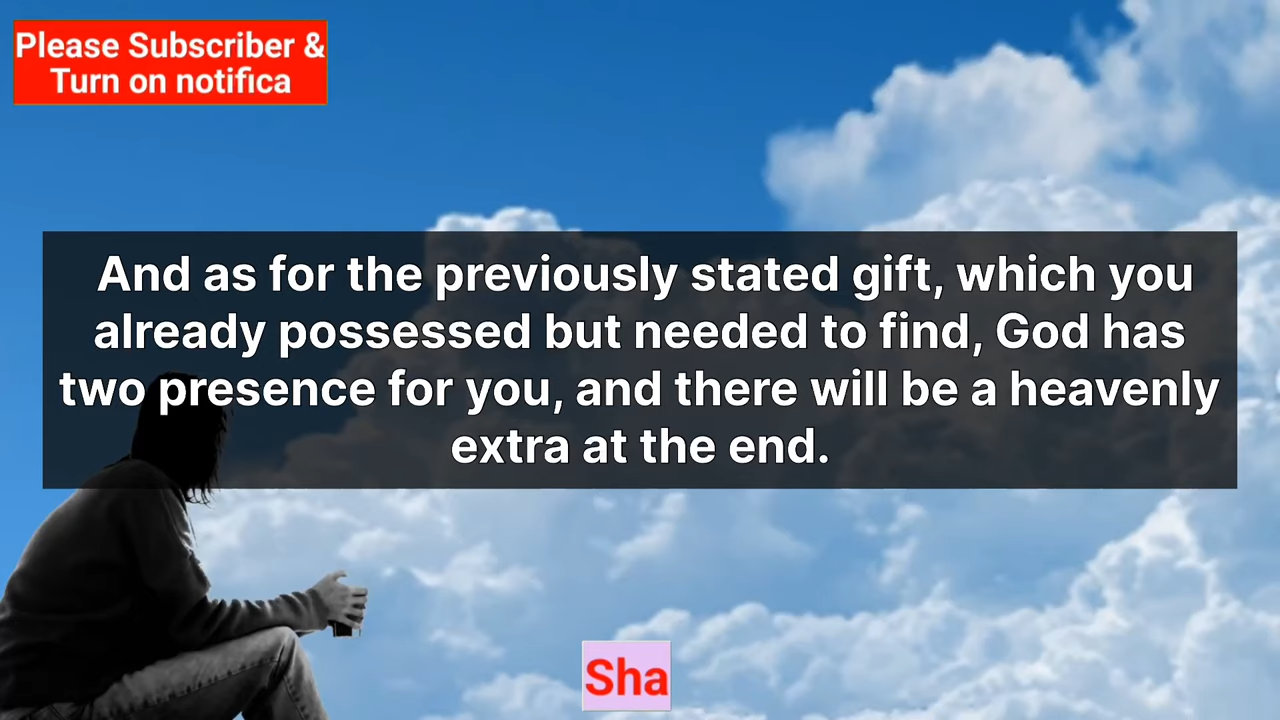 Please Subscriber &
Turn on notifica
And as for the previously stated gift, which you
already possessed but needed to find, God has
two presence for you, and there will be a heavenly
extra at the end.
Sha